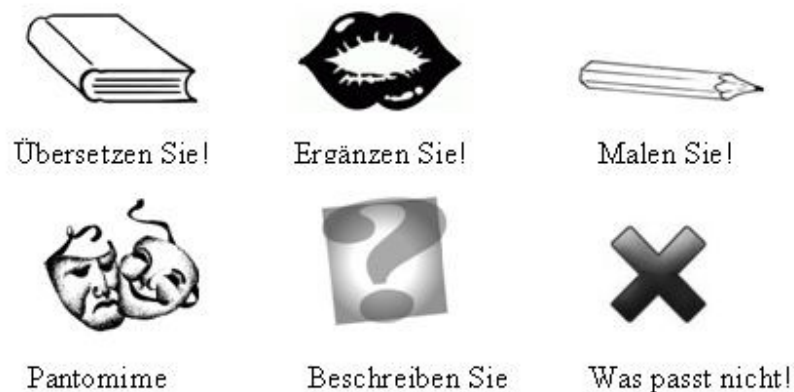 Übersetzen Sie!
Ergänzen Sie!
Malen Sie!
Pantomime
Beschreiben Sie
Was passt nicht!